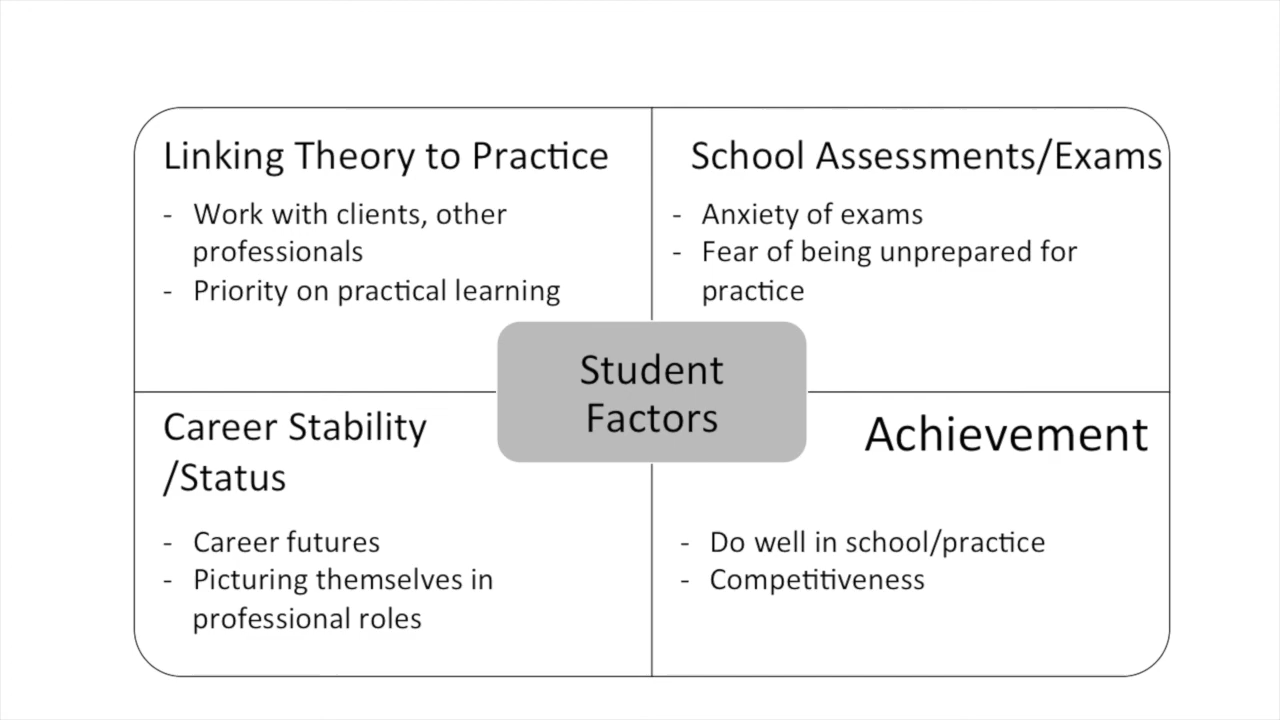 Linking Theory to Practice
- Work with clients, other
professionals
- Priority on practical learning
School Assessments/Exams
- Anxiety of exams
- Fear of being unprepared for
practice
Student
Factors
Career Stability
/Status
- Career futures
- Picturing themselves in
professional roles
Achievement
- Do well in school/practice
- Competitiveness